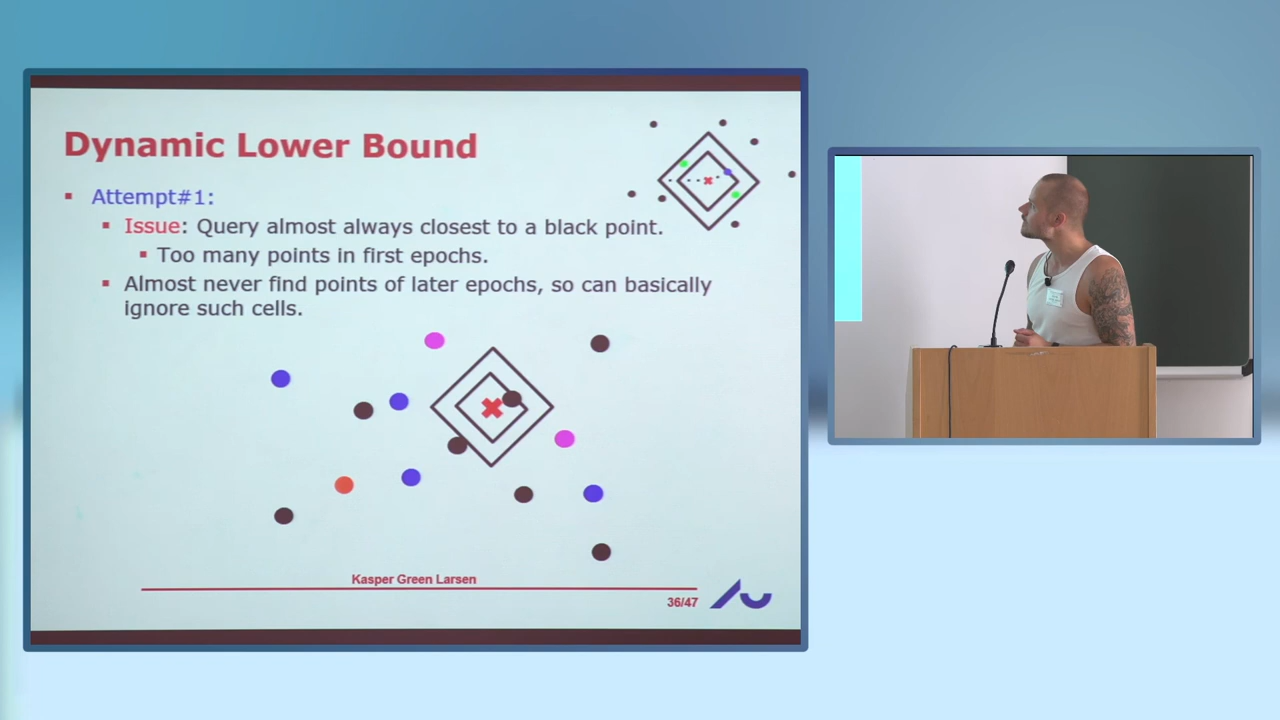 Dynamic Lower Bound
Attempt#1:
Issue: Query almost always closest to a black point.
Too many points in first epochs.
Almost never find points of later epochs, so can basically
ignore such cells.
Kasper Green Larsen
36/47